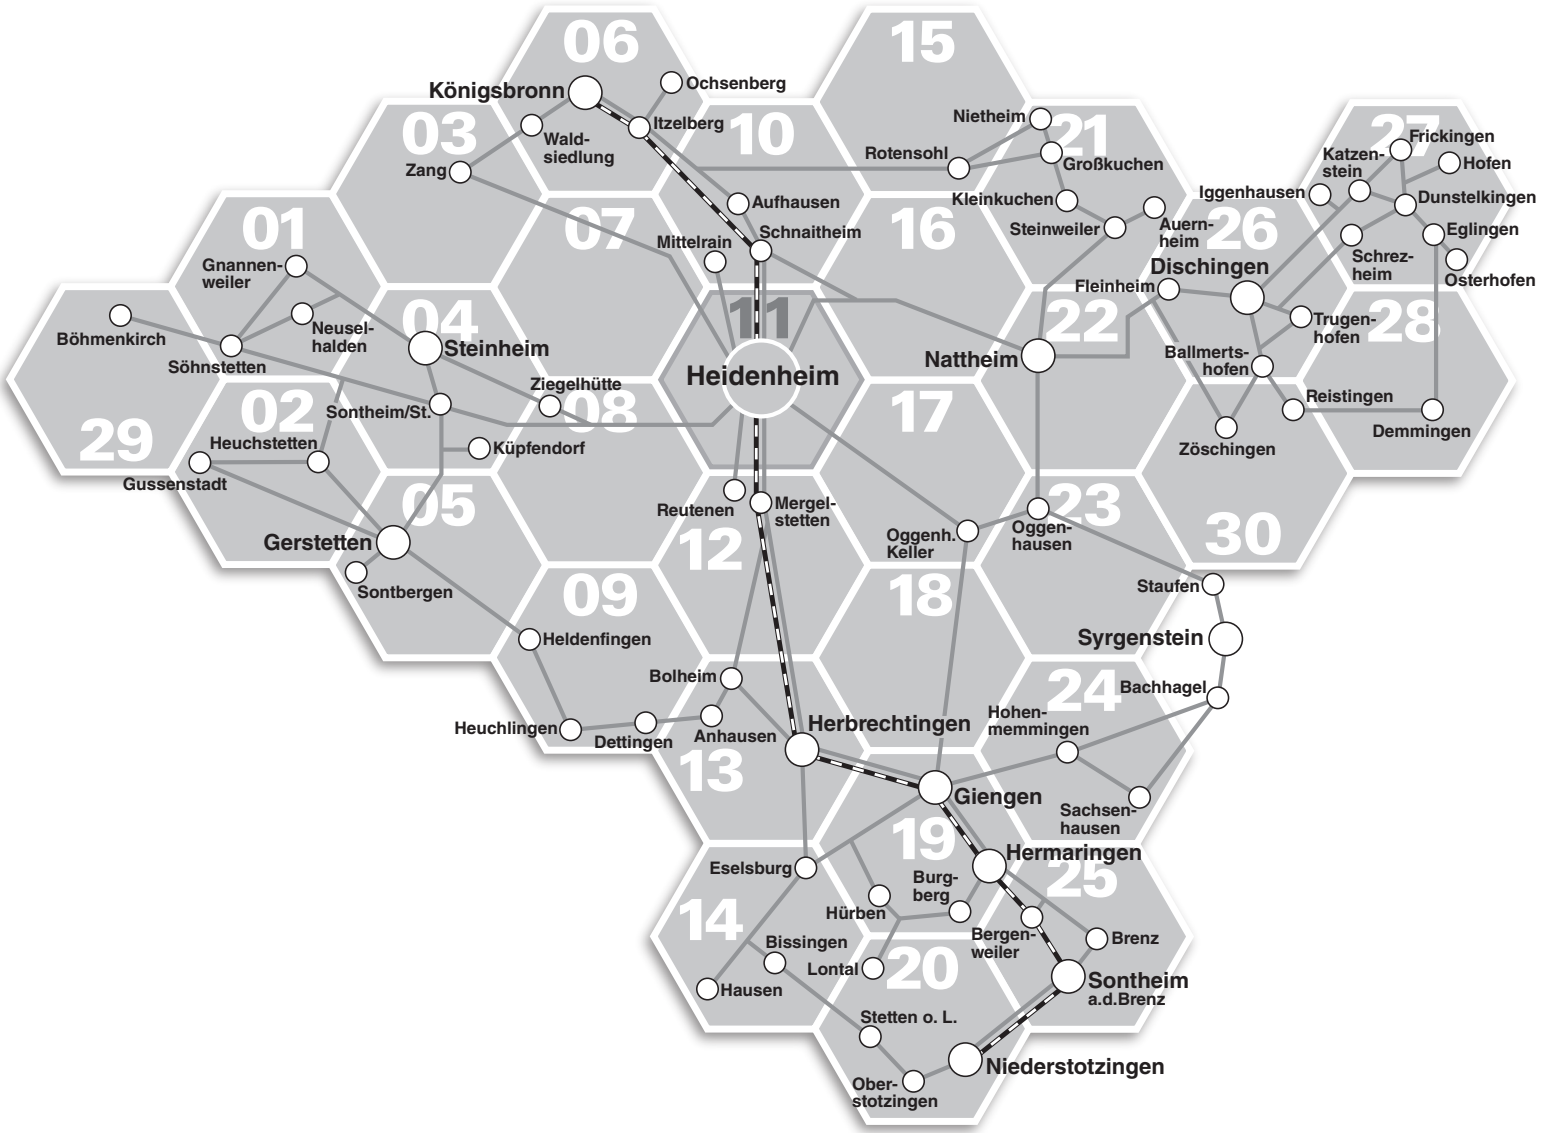 06
15
Königsbronn
Ochsenberg
03
Itzelberg
10
Nietheim
21
27
Frickingen
Wald-
siedlung
Rotensohl
Großkuchen
Katzen-
stein
Hofen
Zang
Iggenhausen
Dunstelkingen
01
07
Aufhausen
16
Kleinkuchen
Steinweiler
Auern-
heim
26
Eglingen
Mittelrain
Schnaitheim
Schrez-
heim
Osterhofen
Gnannen-
weiler
Dischingen
Fleinheim
Böhmenkirch
Neusel-
halden
04
Steinheim
11
22
Trugen-
hofen
28
Söhnstetten
Heidenheim
Nattheim
Ballmerts-
hofen
Ziegelhütte
29
02
Sontheim/St.
08
17
Reistingen
Heuchstetten
Küpfendorf
Zöschingen
Demmingen
Gussenstadt
05
Reutenen
Mergel-
stetten
23
Gerstetten
12
Oggenh.
Keller
Oggen-
hausen
30
Sontbergen
09
18
Staufen
Heldenfingen
Syrgenstein
Bolheim
24
Bachhagel
Heuchlingen
Dettingen
Anhausen
Herbrechtingen
Hohen-
memmingen
13
Giengen
Sachsen-
hausen
19
Hermaringen
Eselsburg
Burg-
berg
25
14
Hürben
Bergen-
weiler
Brenz
Bissingen
Lontal
20
Sontheim
a.d.Brenz
Hausen
Stetten o. L.
Niederstotzingen
Ober-
stotzingen